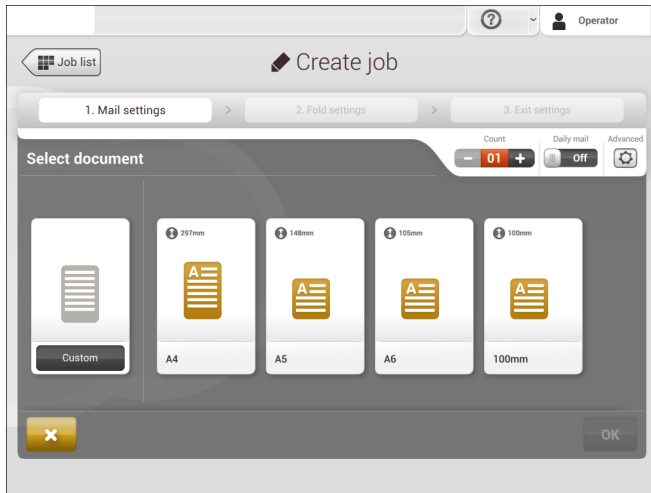 Operator
Job list
Create job
1. Mail settings
>
2. Fold settings
>
3. Exit settings
Select document
Count
Daily mail
Advanced
- 01 +
Off
297mm
148mm
105mm
100mm
Custom
A4
A5
A6
100mm
OK